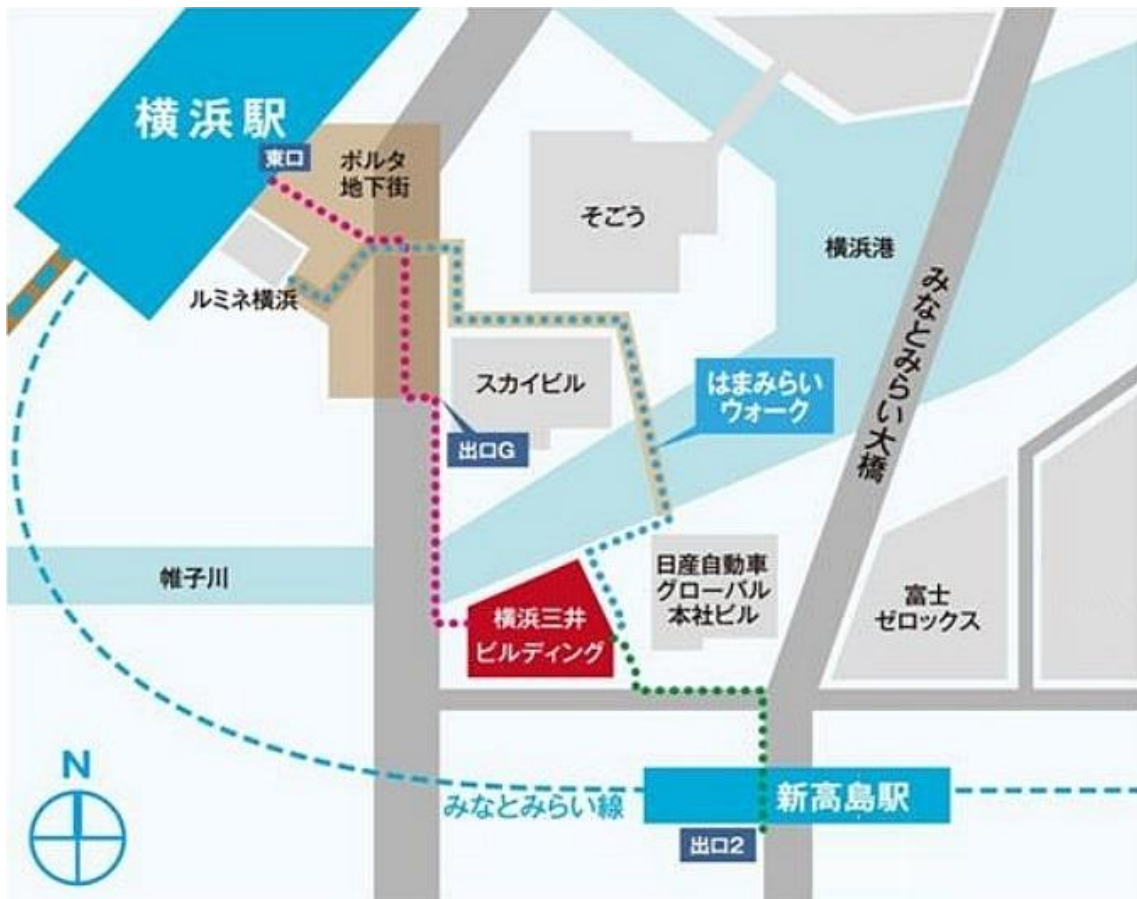 横浜駅
東口
ポルタ
地下街
そごう
横浜港
みなとみらい大橋
ルミネ横浜
スカイビル
はまみらい
ウォーク
出口G
帷子川
日産自動車
グローバル
本社ビル
富士
ゼロックス
横浜三井
ビルディング
N
みなとみらい線
新高島駅
出口2